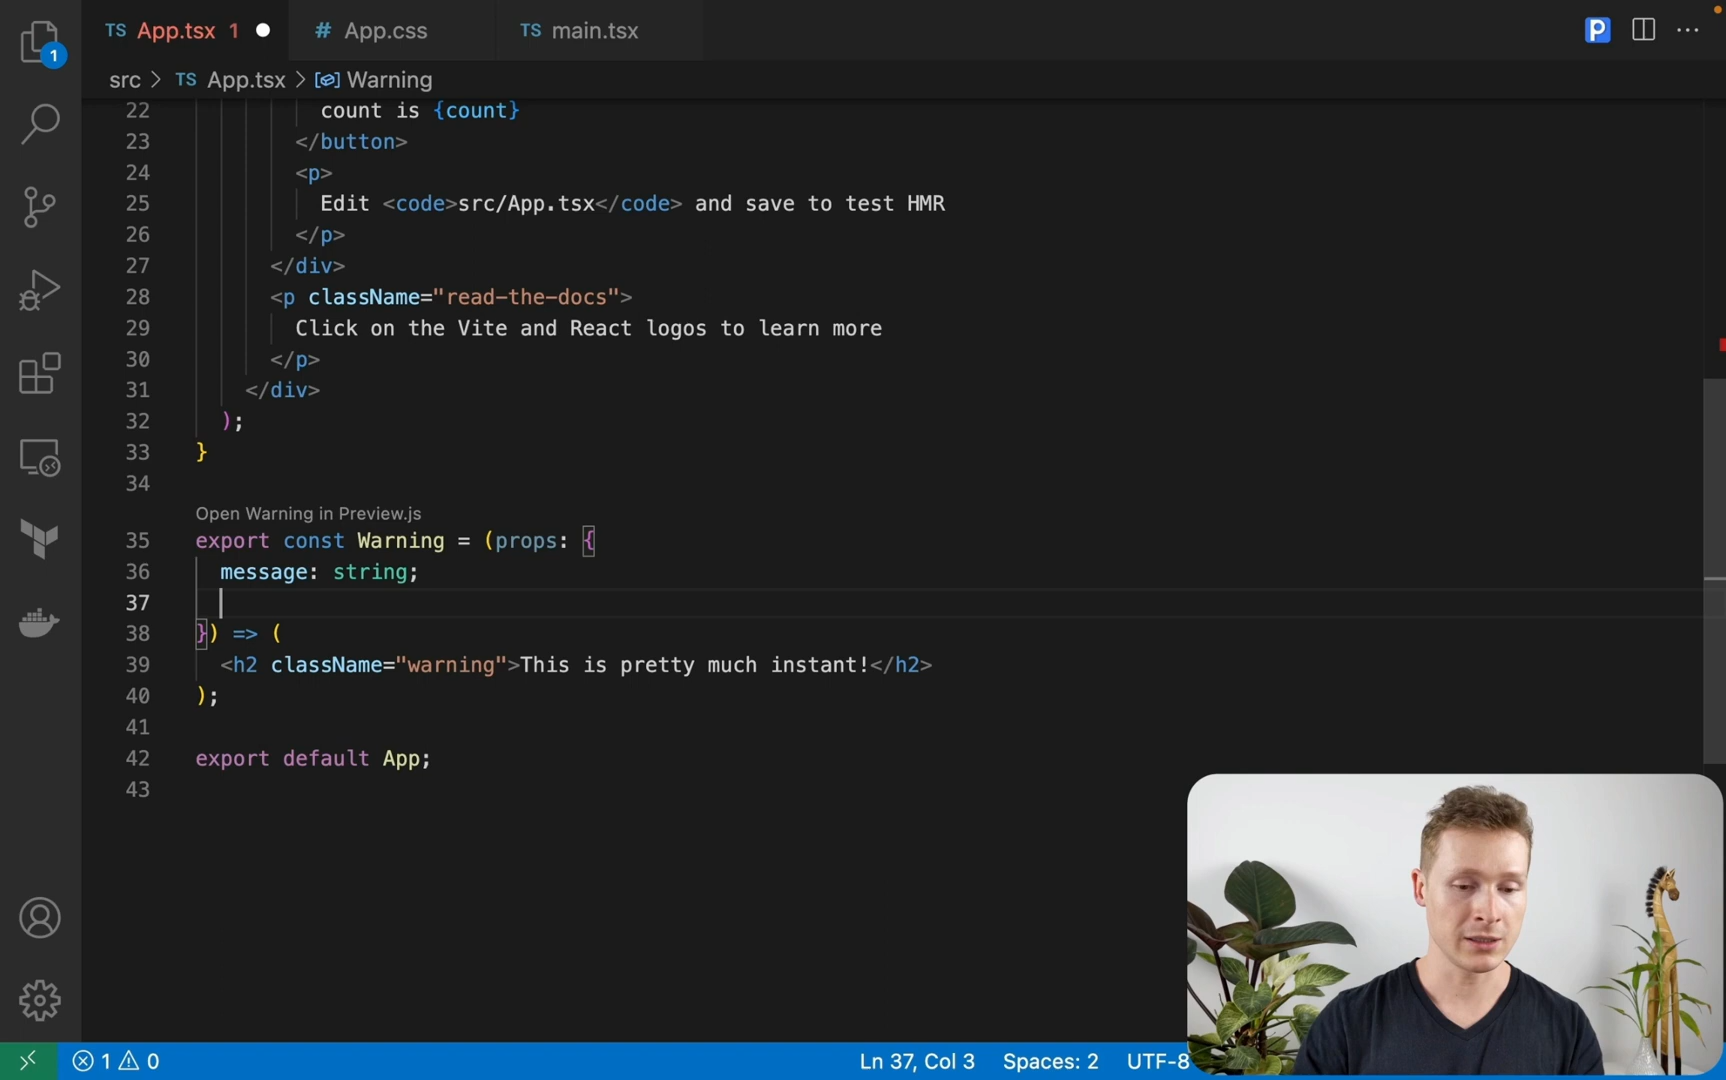 TS App.tsx 1 # App.css TS main.tsx P
1
src > TS App.tsx > Warning
22 count is {count}
23 </button>
24 <p>
25 Edit <code>src/App.tsx</code> and save to test HMR
26 </p>
27 </div>
28 <p className="read-the-docs">
29 Click on the Vite and React logos to learn more
30 </p>
31 </div>
32 );
33 }
34
Open Warning in Preview.js
35 export const Warning = (props: {
36 message: string;
37
38 }) => (
39 <h2 className="warning">This is pretty much instant!</h2>
40 );
41
42 export default App;
43
1 0 Ln 37, Col 3 Spaces: 2 UTF-8